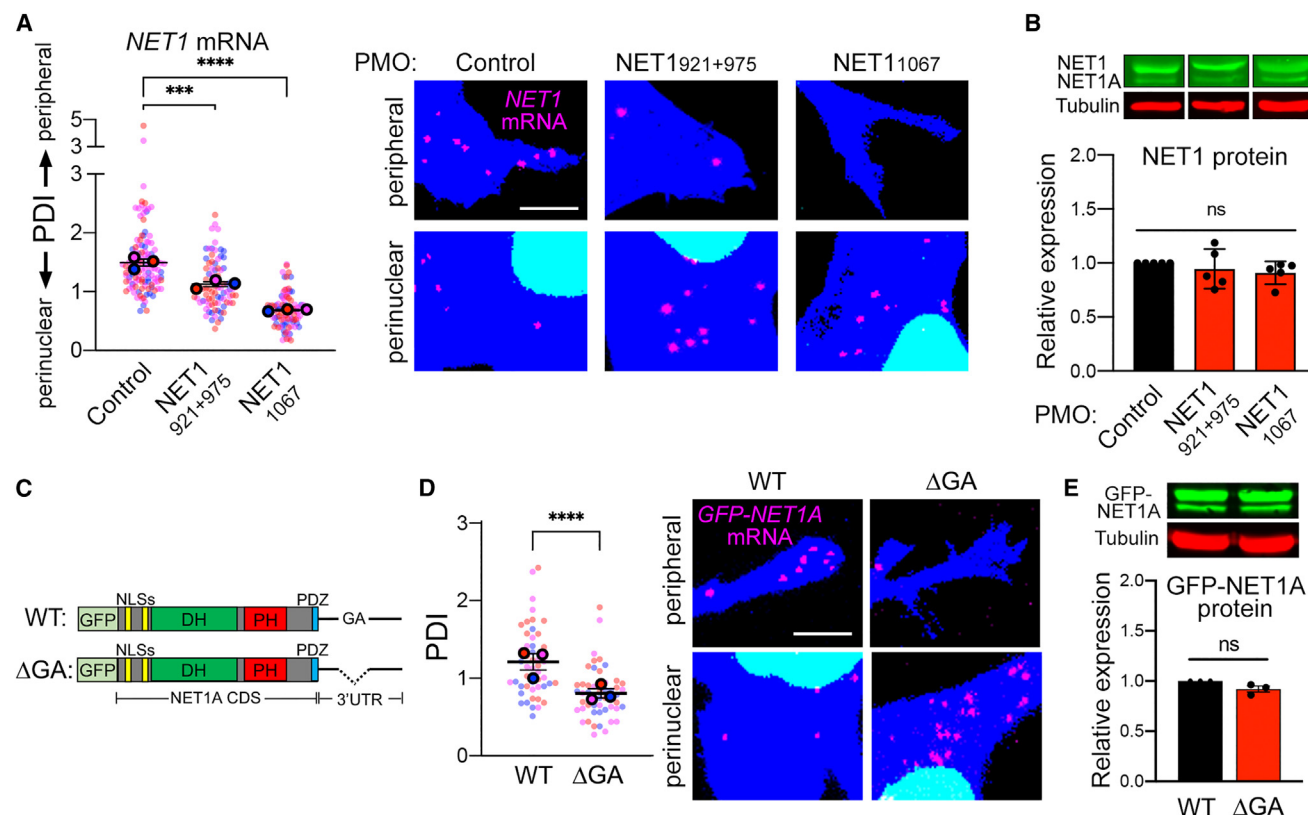 A
NET1 mRNA
****
***
perinuclear ← PDI → peripheral
5
3
3
2
1
0
Control
NET1 921+975
NET1 1067
PMO: Control NET1921+975 NET11067
NET1 mRNA
peripheral
perinuclear
B
NET1
NET1A
Tubulin
NET1 protein
ns
Relative expression
2.0
1.5
1.0
0.5
0.0
PMO: Control
NET1 921+975
NET1 1067
C
WT: GFP NLSs DH PH PDZ GA
ΔGA: GFP NLSs DH PH PDZ
NET1A CDS 3'UTR
D
****
PDI
3
2
1
0
WT ΔGA
WT ΔGA
GFP-NET1A mRNA
peripheral
perinuclear
E
GFP-
NET1A
Tubulin
GFP-NET1A
protein
ns
Relative expression
2.0
1.5
1.0
0.5
0.0
WT ΔGA